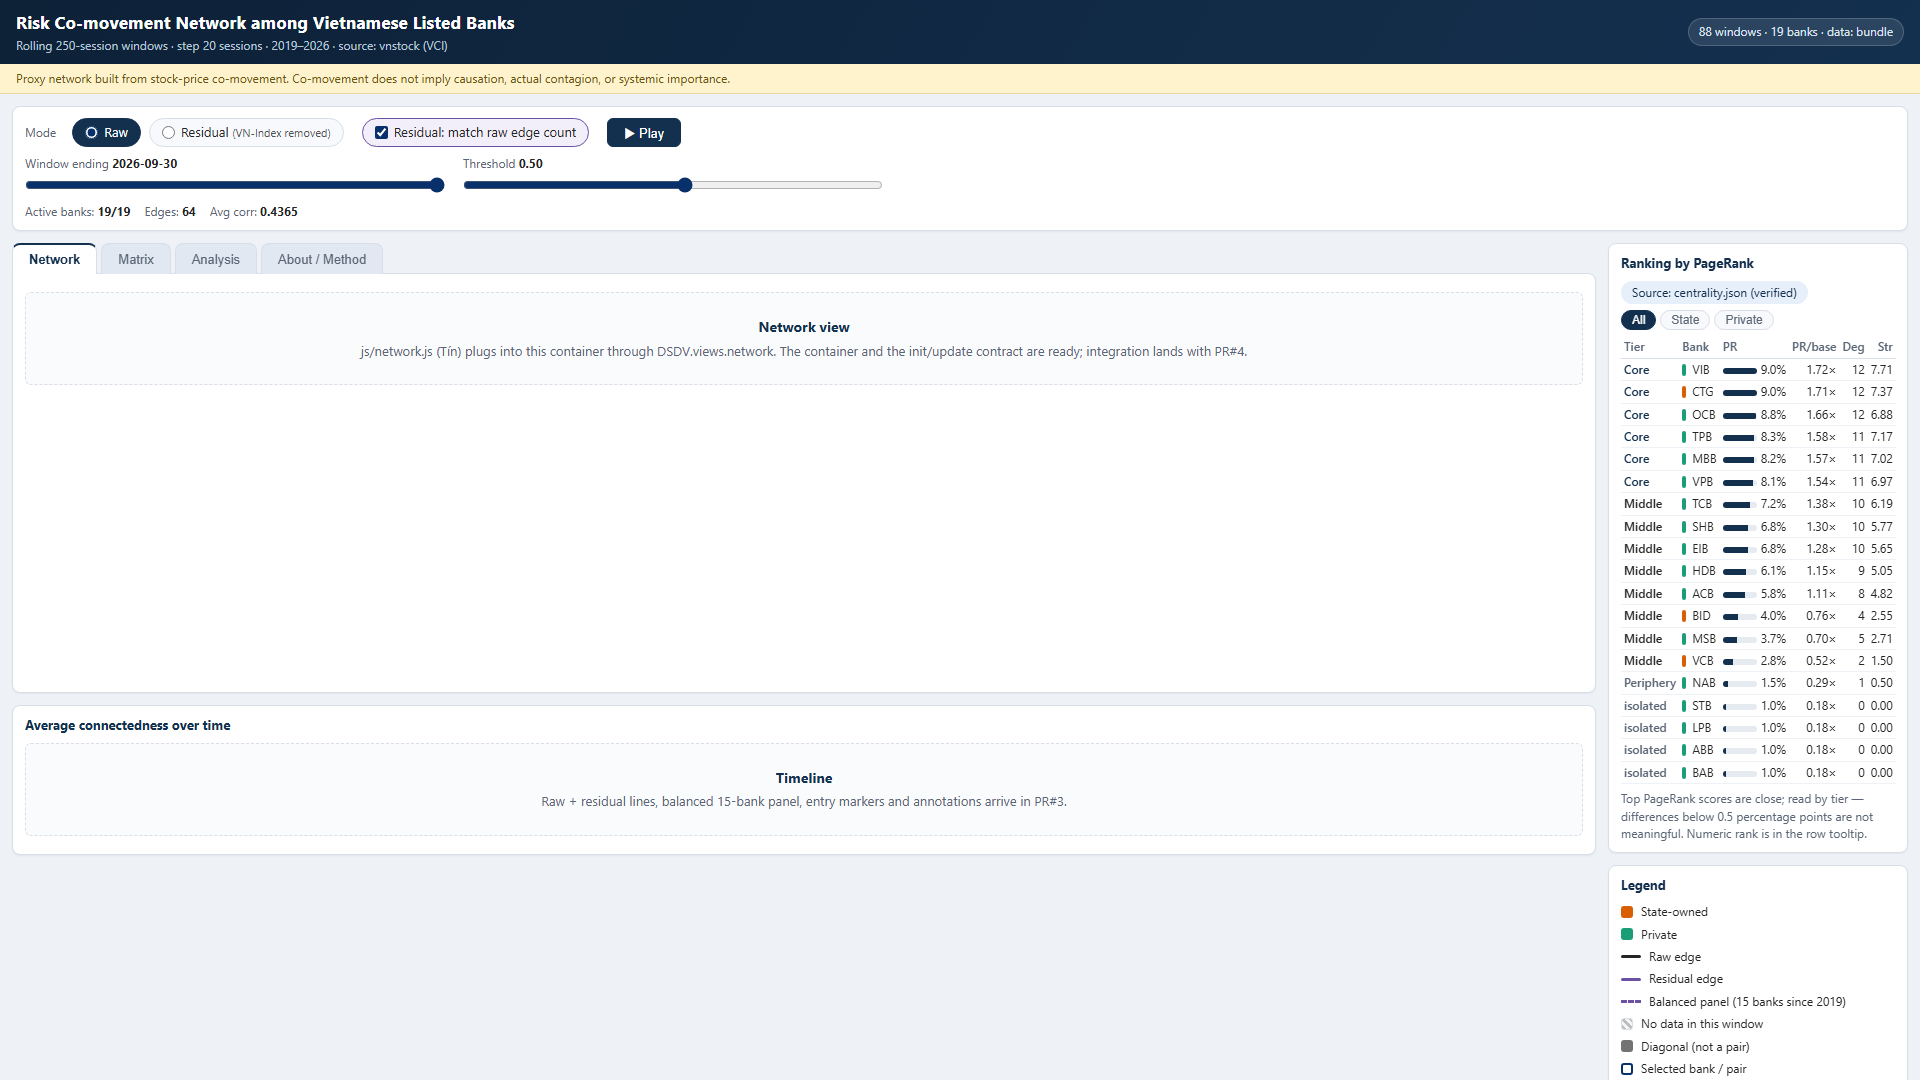 Risk Co-movement Network among Vietnamese Listed Banks
Rolling 250-session windows · step 20 sessions · 2019–2026 · source: vnstock (VCI)
88 windows · 19 banks · data: bundle
Proxy network built from stock-price co-movement. Co-movement does not imply causation, actual contagion, or systemic importance.
Mode Raw Residual (VN-Index removed) Residual: match raw edge count ▶ Play
Window ending 2026-09-30 Threshold 0.50
Active banks: 19/19 Edges: 64 Avg corr: 0.4365
Network Matrix Analysis About / Method
Network view
js/network.js (Tín) plugs into this container through DSDV.views.network. The container and the init/update contract are ready; integration lands with PR#4.
Average connectedness over time
Timeline
Raw + residual lines, balanced 15-bank panel, entry markers and annotations arrive in PR#3.
Ranking by PageRank
Source: centrality.json (verified)
All State Private
Tier Bank PR PR/base Deg Str
Core VIB 9.0% 1.72× 12 7.71
Core CTG 9.0% 1.71× 12 7.37
Core OCB 8.8% 1.66× 12 6.88
Core TPB 8.3% 1.58× 11 7.17
Core MBB 8.2% 1.57× 11 7.02
Core VPB 8.1% 1.54× 11 6.97
Middle TCB 7.2% 1.38× 10 6.19
Middle SHB 6.8% 1.30× 10 5.77
Middle EIB 6.8% 1.28× 10 5.65
Middle HDB 6.1% 1.15× 9 5.05
Middle ACB 5.8% 1.11× 8 4.82
Middle BID 4.0% 0.76× 4 2.55
Middle MSB 3.7% 0.70× 5 2.71
Middle VCB 2.8% 0.52× 2 1.50
Periphery NAB 1.5% 0.29× 1 0.50
isolated STB 1.0% 0.18× 0 0.00
isolated LPB 1.0% 0.18× 0 0.00
isolated ABB 1.0% 0.18× 0 0.00
isolated BAB 1.0% 0.18× 0 0.00
Top PageRank scores are close; read by tier —
differences below 0.5 percentage points are not
meaningful. Numeric rank is in the row tooltip.
Legend
State-owned
Private
Raw edge
Residual edge
Balanced panel (15 banks since 2019)
No data in this window
Diagonal (not a pair)
Selected bank / pair